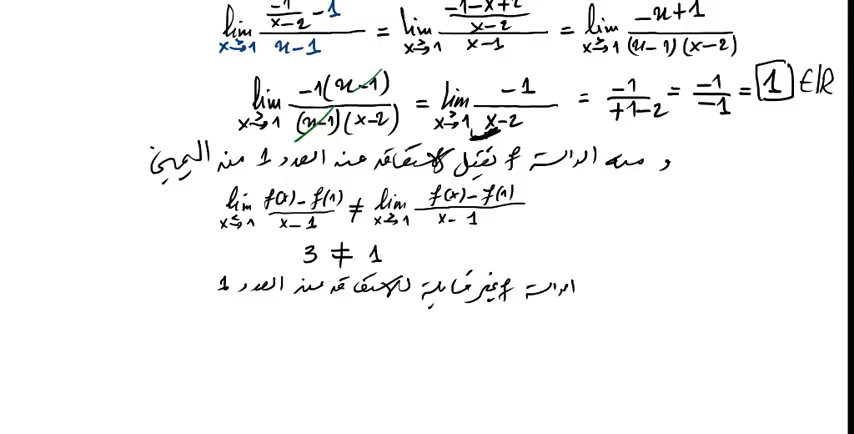 lim x→1 > (-1/(x-2) - 1)/(x-1) = lim x→1 > ((-1-x+2)/(x-2))/(x-1) = lim x→1 > (-x+1)/((x-1)(x-2))
lim x→1 > -1(x-1)/((x-1)(x-2)) = lim x→1 > -1/(x-2) = -1/(+1-2) = -1/-1 = 1 ∈ IR
و منه الدالة f تقبل الاشتقاق عند العدد 1 من اليمين
lim x→1 < (f(x)-f(1))/(x-1) ≠ lim x→1 > (f(x)-f(1))/(x-1)
3 ≠ 1
الدالة f غير قابلة للاشتقاق عند العدد 1